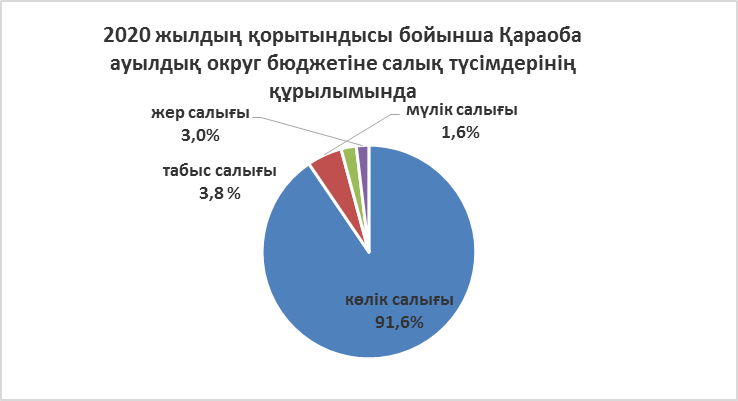 2020 жылдың қорытындысы бойынша Қараоба
ауылдық округ бюджетіне салық түсімдерінің
құрылымында
жер салығы
3,0%
мүлік салығы
1,6%
табыс салығы
3,8 %
көлік салығы
91,6%